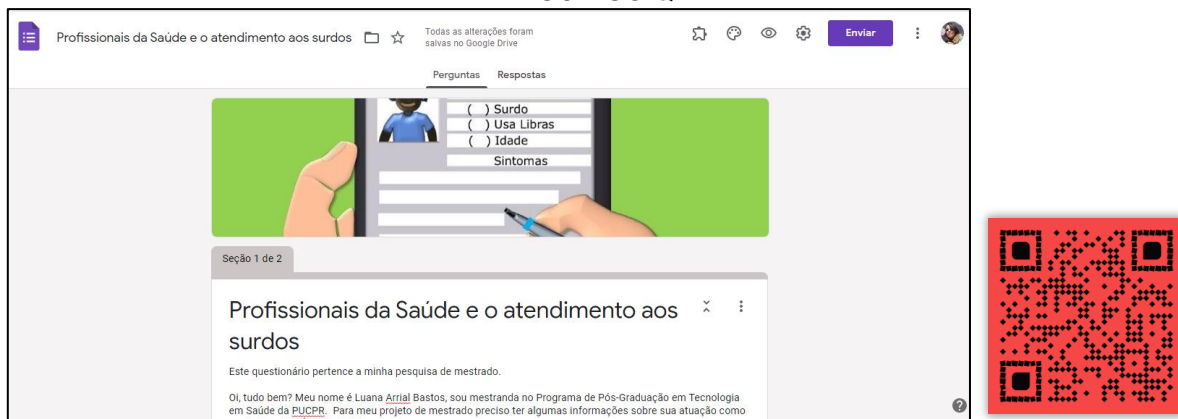 Profissionais da Saúde e o atendimento aos surdos
Todas as alterações foram
salvas no Google Drive
Enviar
Perguntas Respostas
( ) Surdo
( ) Usa Libras
( ) Idade
Sintomas
Seção 1 de 2
Profissionais da Saúde e o atendimento aos
surdos
Este questionário pertence a minha pesquisa de mestrado.
Oi, tudo bem? Meu nome é Luana Arrial Bastos, sou mestranda no Programa de Pós-Graduação em Tecnologia
em Saúde da PUCPR. Para meu projeto de mestrado preciso ter algumas informações sobre sua atuação como